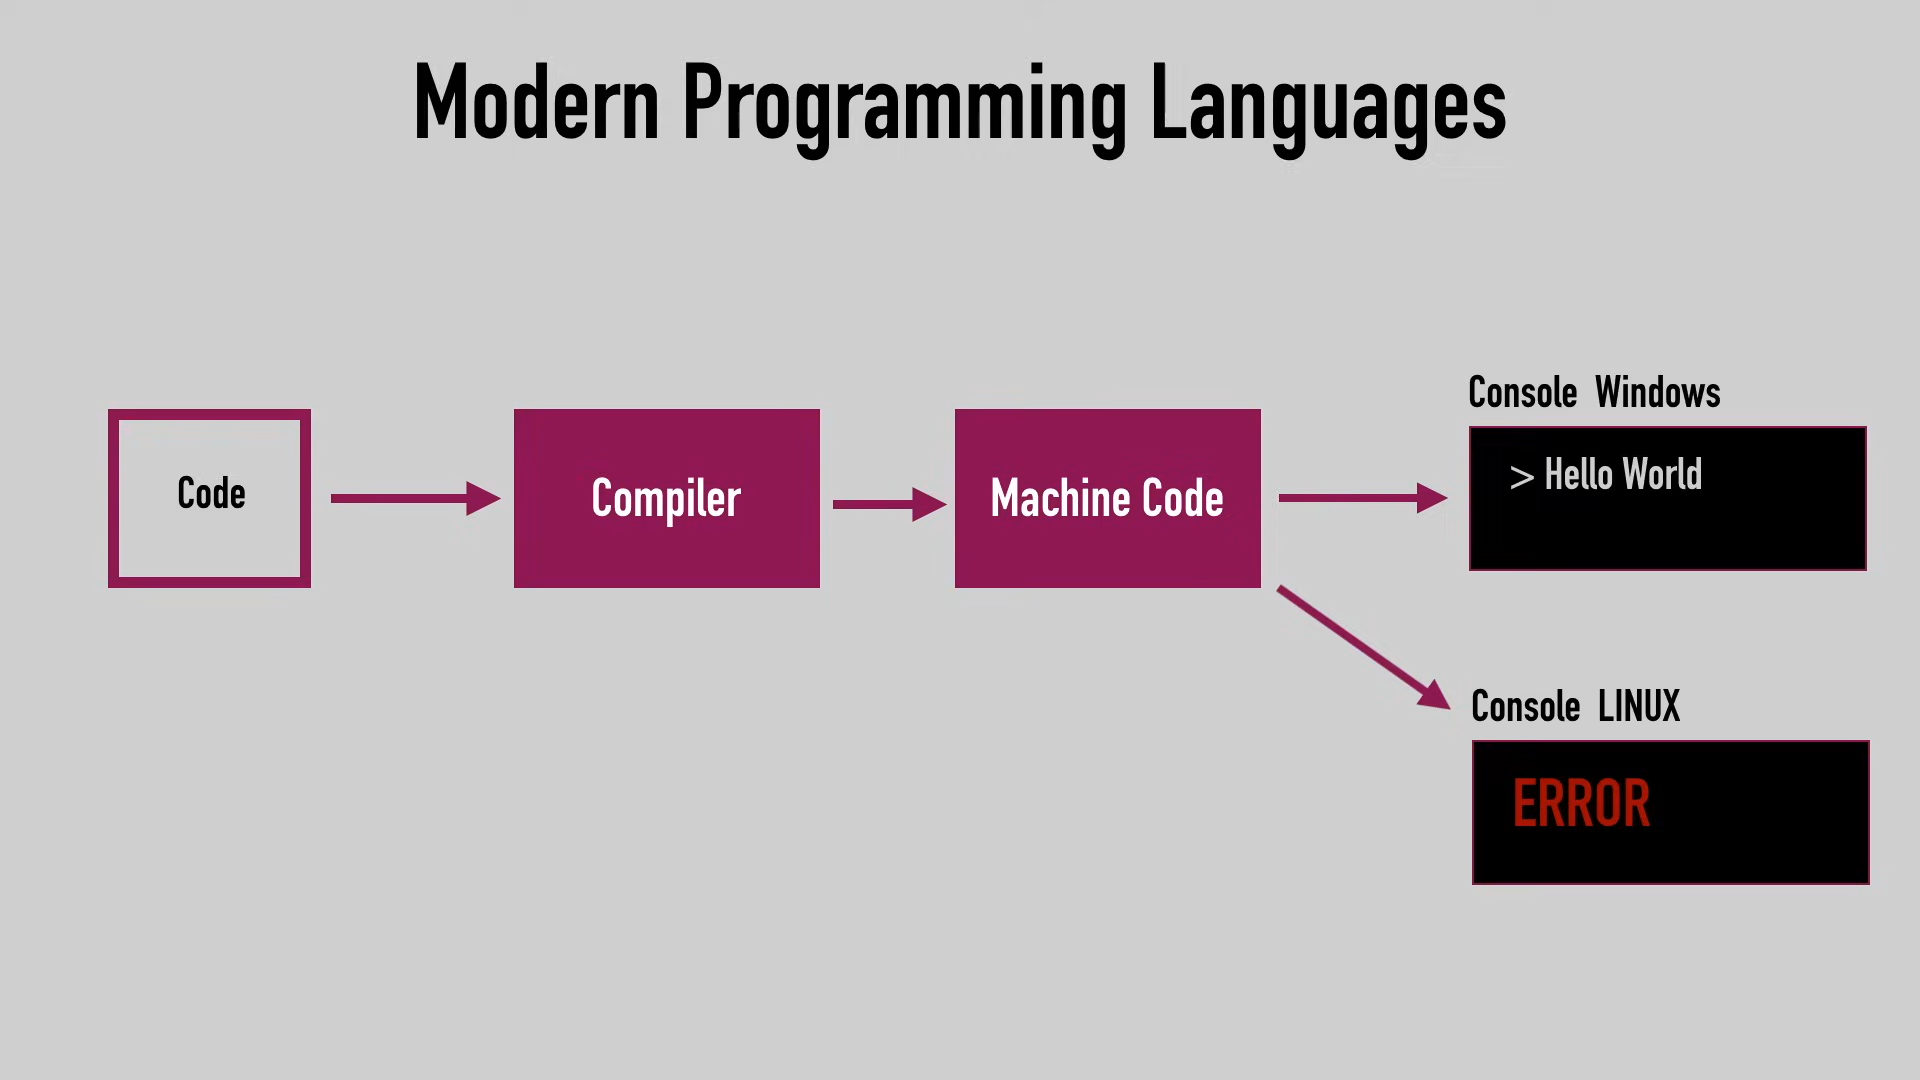 Modern Programming Languages
Code
Compiler
Machine Code
Console Windows
> Hello World
Console LINUX
ERROR